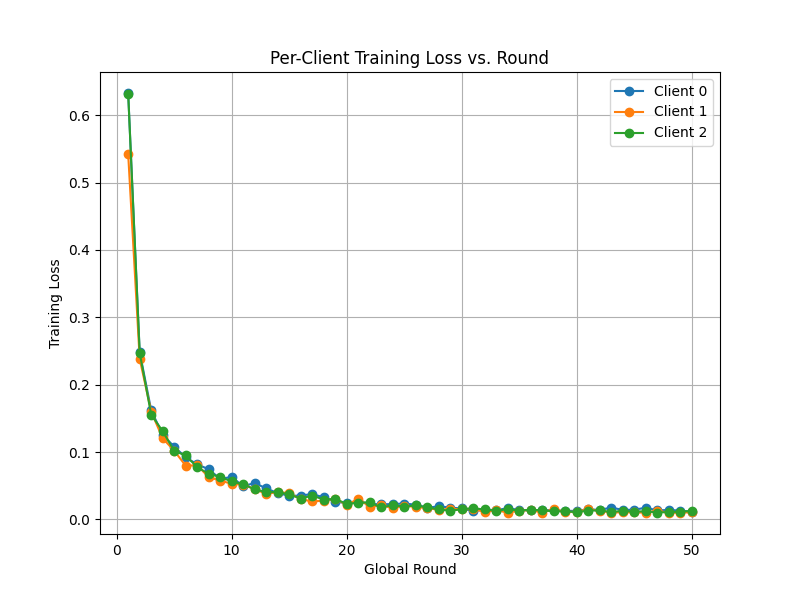 Per-Client Training Loss vs. Round
Client 0
Client 1
Client 2
0.6
0.5
0.4
0.3
0.2
0.1
0.0
Training Loss
0 10 20 30 40 50
Global Round